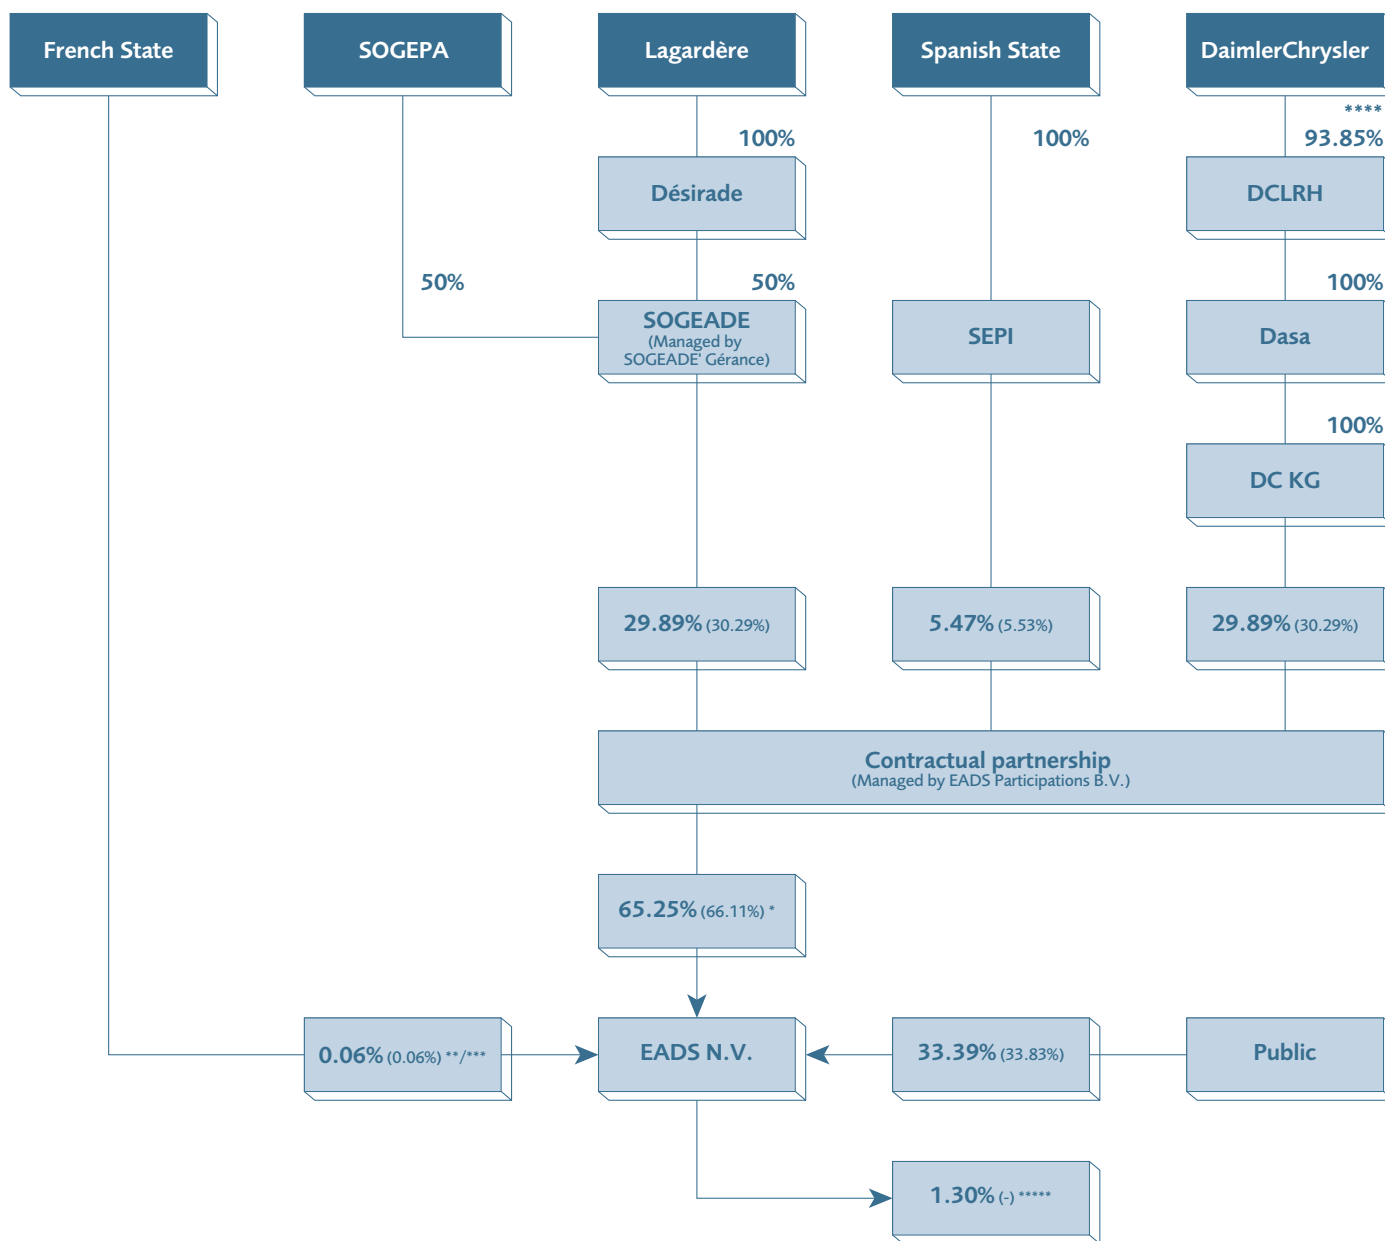 French State
SOGEPA
Lagardère
Spanish State
DaimlerChrysler
****
100%
100%
93.85%
Désirade
DCLRH
50%
50%
100%
SOGEADE
(Managed by
SOGEADE' Gérance)
SEPI
Dasa
100%
DC KG
29.89% (30.29%)
5.47% (5.53%)
29.89% (30.29%)
Contractual partnership
(Managed by EADS Participations B.V.)
65.25% (66.11%) *
0.06% (0.06%) **/***
EADS N.V.
33.39% (33.83%)
Public
1.30% (-) *****